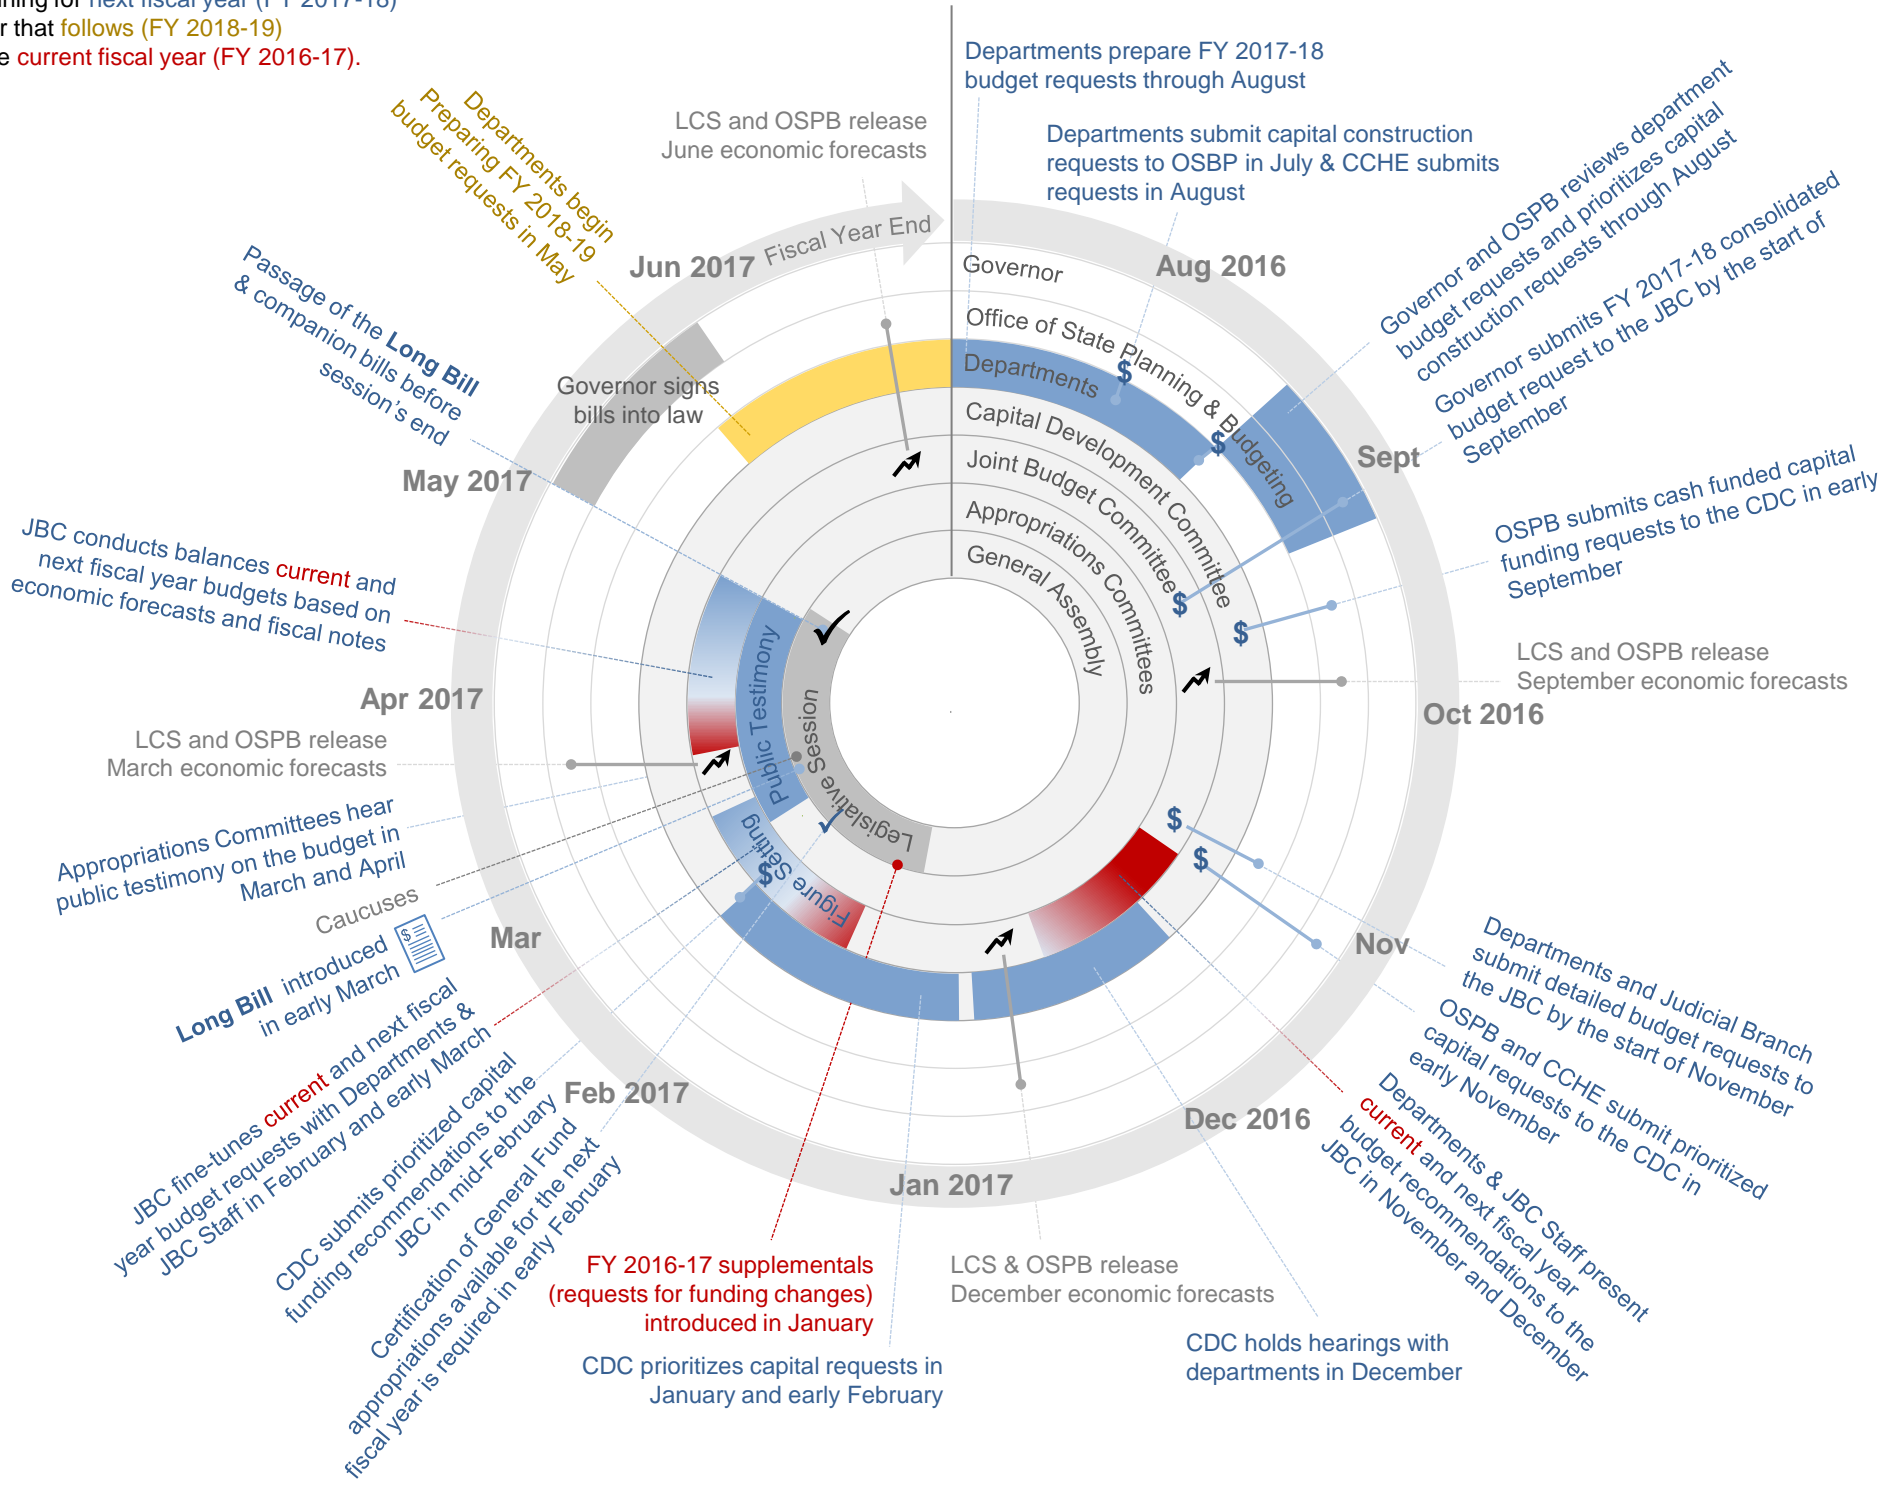 next fiscal year (FY 2017-18)
that follows (FY 2018-19)
current fiscal year (FY 2016-17).
Departments prepare FY 2017-18
budget requests through August
Departments submit capital construction
requests to OSBP in July & CCHE submits
requests in August
Governor and OSPB reviews department
budget requests and prioritizes capital
construction requests through August
Governor submits FY 2017-18 consolidated
budget request to the JBC by the start of
September
OSPB submits cash funded capital
funding requests to the CDC in early
September
LCS and OSPB release
September economic forecasts
Departments and Judicial Branch
submit detailed budget requests to
the JBC by the start of November
OSPB and CCHE submit prioritized
capital requests to the CDC in
early November
Departments & JBC Staff present
current and next fiscal year
budget recommendations to the
JBC in November and December
CDC holds hearings with
departments in December
LCS & OSPB release
December economic forecasts
CDC prioritizes capital requests in
January and early February
FY 2016-17 supplementals
(requests for funding changes)
introduced in January
Certification of General Fund
appropriations available for the next
fiscal year is required in early February
CDC submits prioritized capital
funding recommendations to the
JBC in mid-February
JBC fine-tunes current and next fiscal
year budget requests with Departments &
JBC Staff in February and early March
Long Bill introduced
in early March
$
Caucuses
Appropriations Committees hear
public testimony on the budget in
March and April
LCS and OSPB release
March economic forecasts
JBC conducts balances current and
next fiscal year budgets based on
economic forecasts and fiscal notes
Passage of the Long Bill
& companion bills before
session's end
Departments begin
Preparing FY 2018-19
budget requests in May
LCS and OSPB release
June economic forecasts
Governor signs
bills into law
Fiscal Year End
Aug 2016
Sept
Oct 2016
Nov
Dec 2016
Jan 2017
Feb 2017
Mar
Apr 2017
May 2017
Jun 2017
Governor
Office of State Planning & Budgeting
Departments
Capital Development Committee
Joint Budget Committee
Appropriations Committees
General Assembly
Legislative Session
Public Testimony
Figure Setting
$
$
$
$
$
$
$